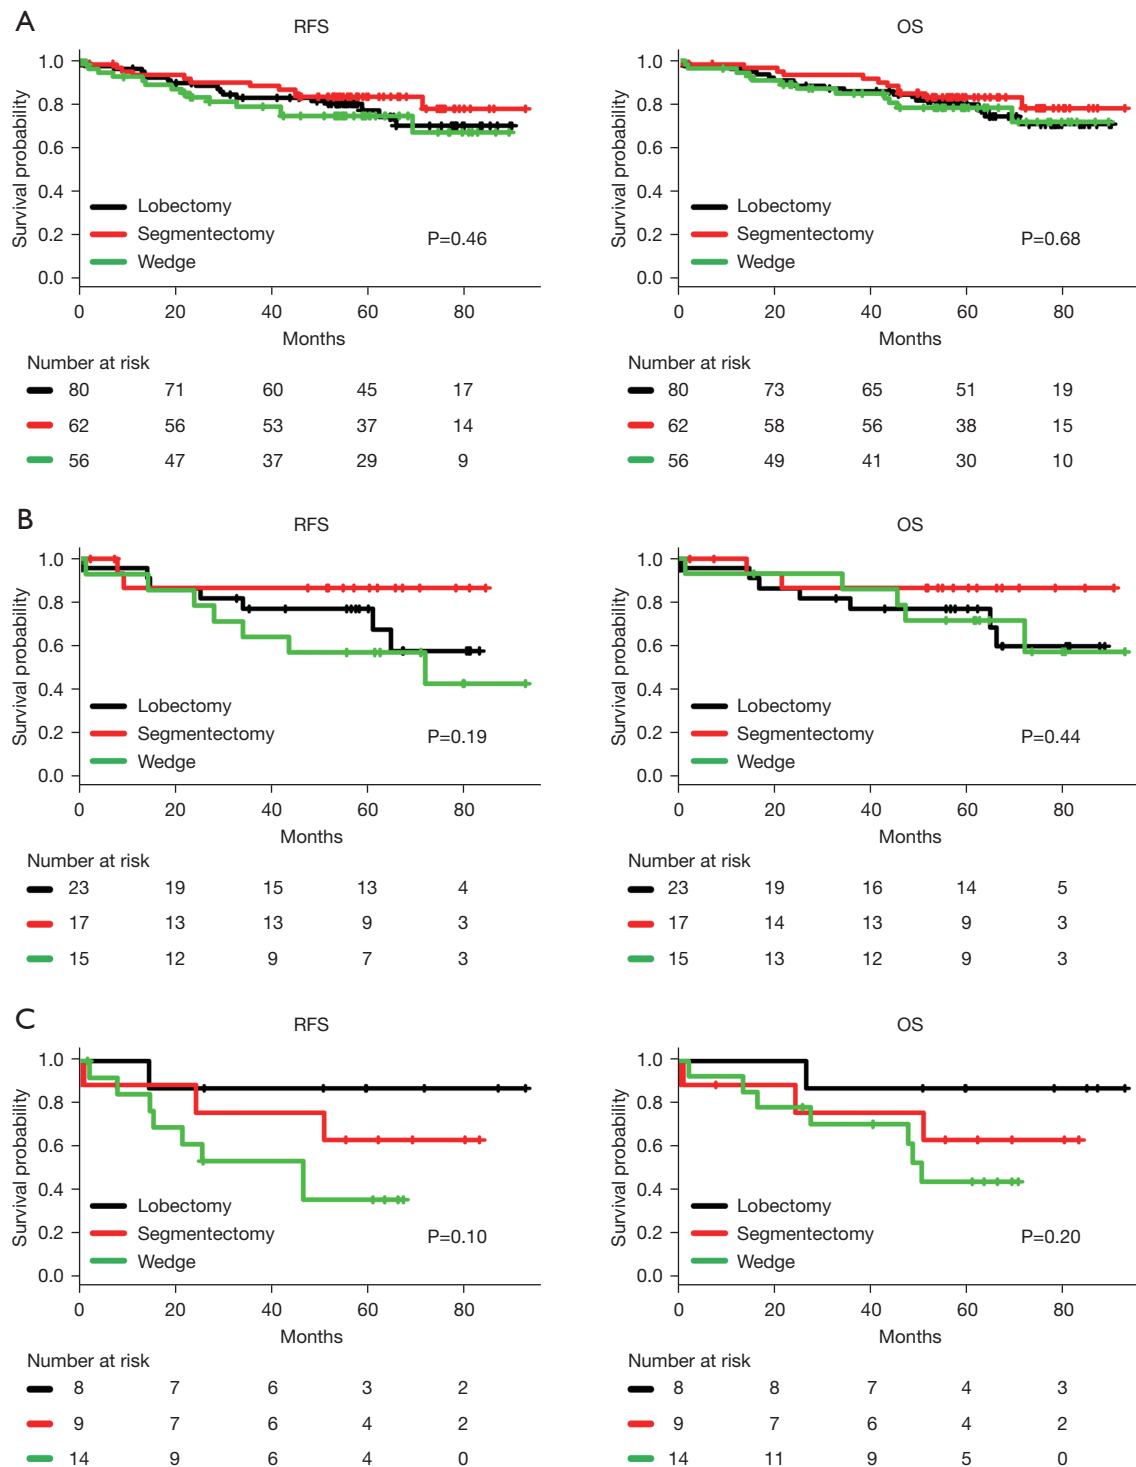 A
RFS
OS
Survival probability
1.0
0.8
0.6
0.4
0.2
0.0
Lobectomy
Segmentectomy
Wedge
P=0.46
0 20 40 60 80
Months
Survival probability
1.0
0.8
0.6
0.4
0.2
0.0
Lobectomy
Segmentectomy
Wedge
P=0.68
0 20 40 60 80
Months
Number at risk
80 71 60 45 17
62 56 53 37 14
56 47 37 29 9
Number at risk
80 73 65 51 19
62 58 56 38 15
56 49 41 30 10
B
RFS
OS
Survival probability
1.0
0.8
0.6
0.4
0.2
0.0
Lobectomy
Segmentectomy
Wedge
P=0.19
0 20 40 60 80
Months
Survival probability
1.0
0.8
0.6
0.4
0.2
0.0
Lobectomy
Segmentectomy
Wedge
P=0.44
0 20 40 60 80
Months
Number at risk
23 19 15 13 4
17 13 13 9 3
15 12 9 7 3
Number at risk
23 19 16 14 5
17 14 13 9 3
15 13 12 9 3
C
RFS
OS
Survival probability
1.0
0.8
0.6
0.4
0.2
0.0
Lobectomy
Segmentectomy
Wedge
P=0.10
0 20 40 60 80
Months
Survival probability
1.0
0.8
0.6
0.4
0.2
0.0
Lobectomy
Segmentectomy
Wedge
P=0.20
0 20 40 60 80
Months
Number at risk
8 7 6 3 2
9 7 6 4 2
14 9 6 4 0
Number at risk
8 8 7 4 3
9 7 6 4 2
14 11 9 5 0